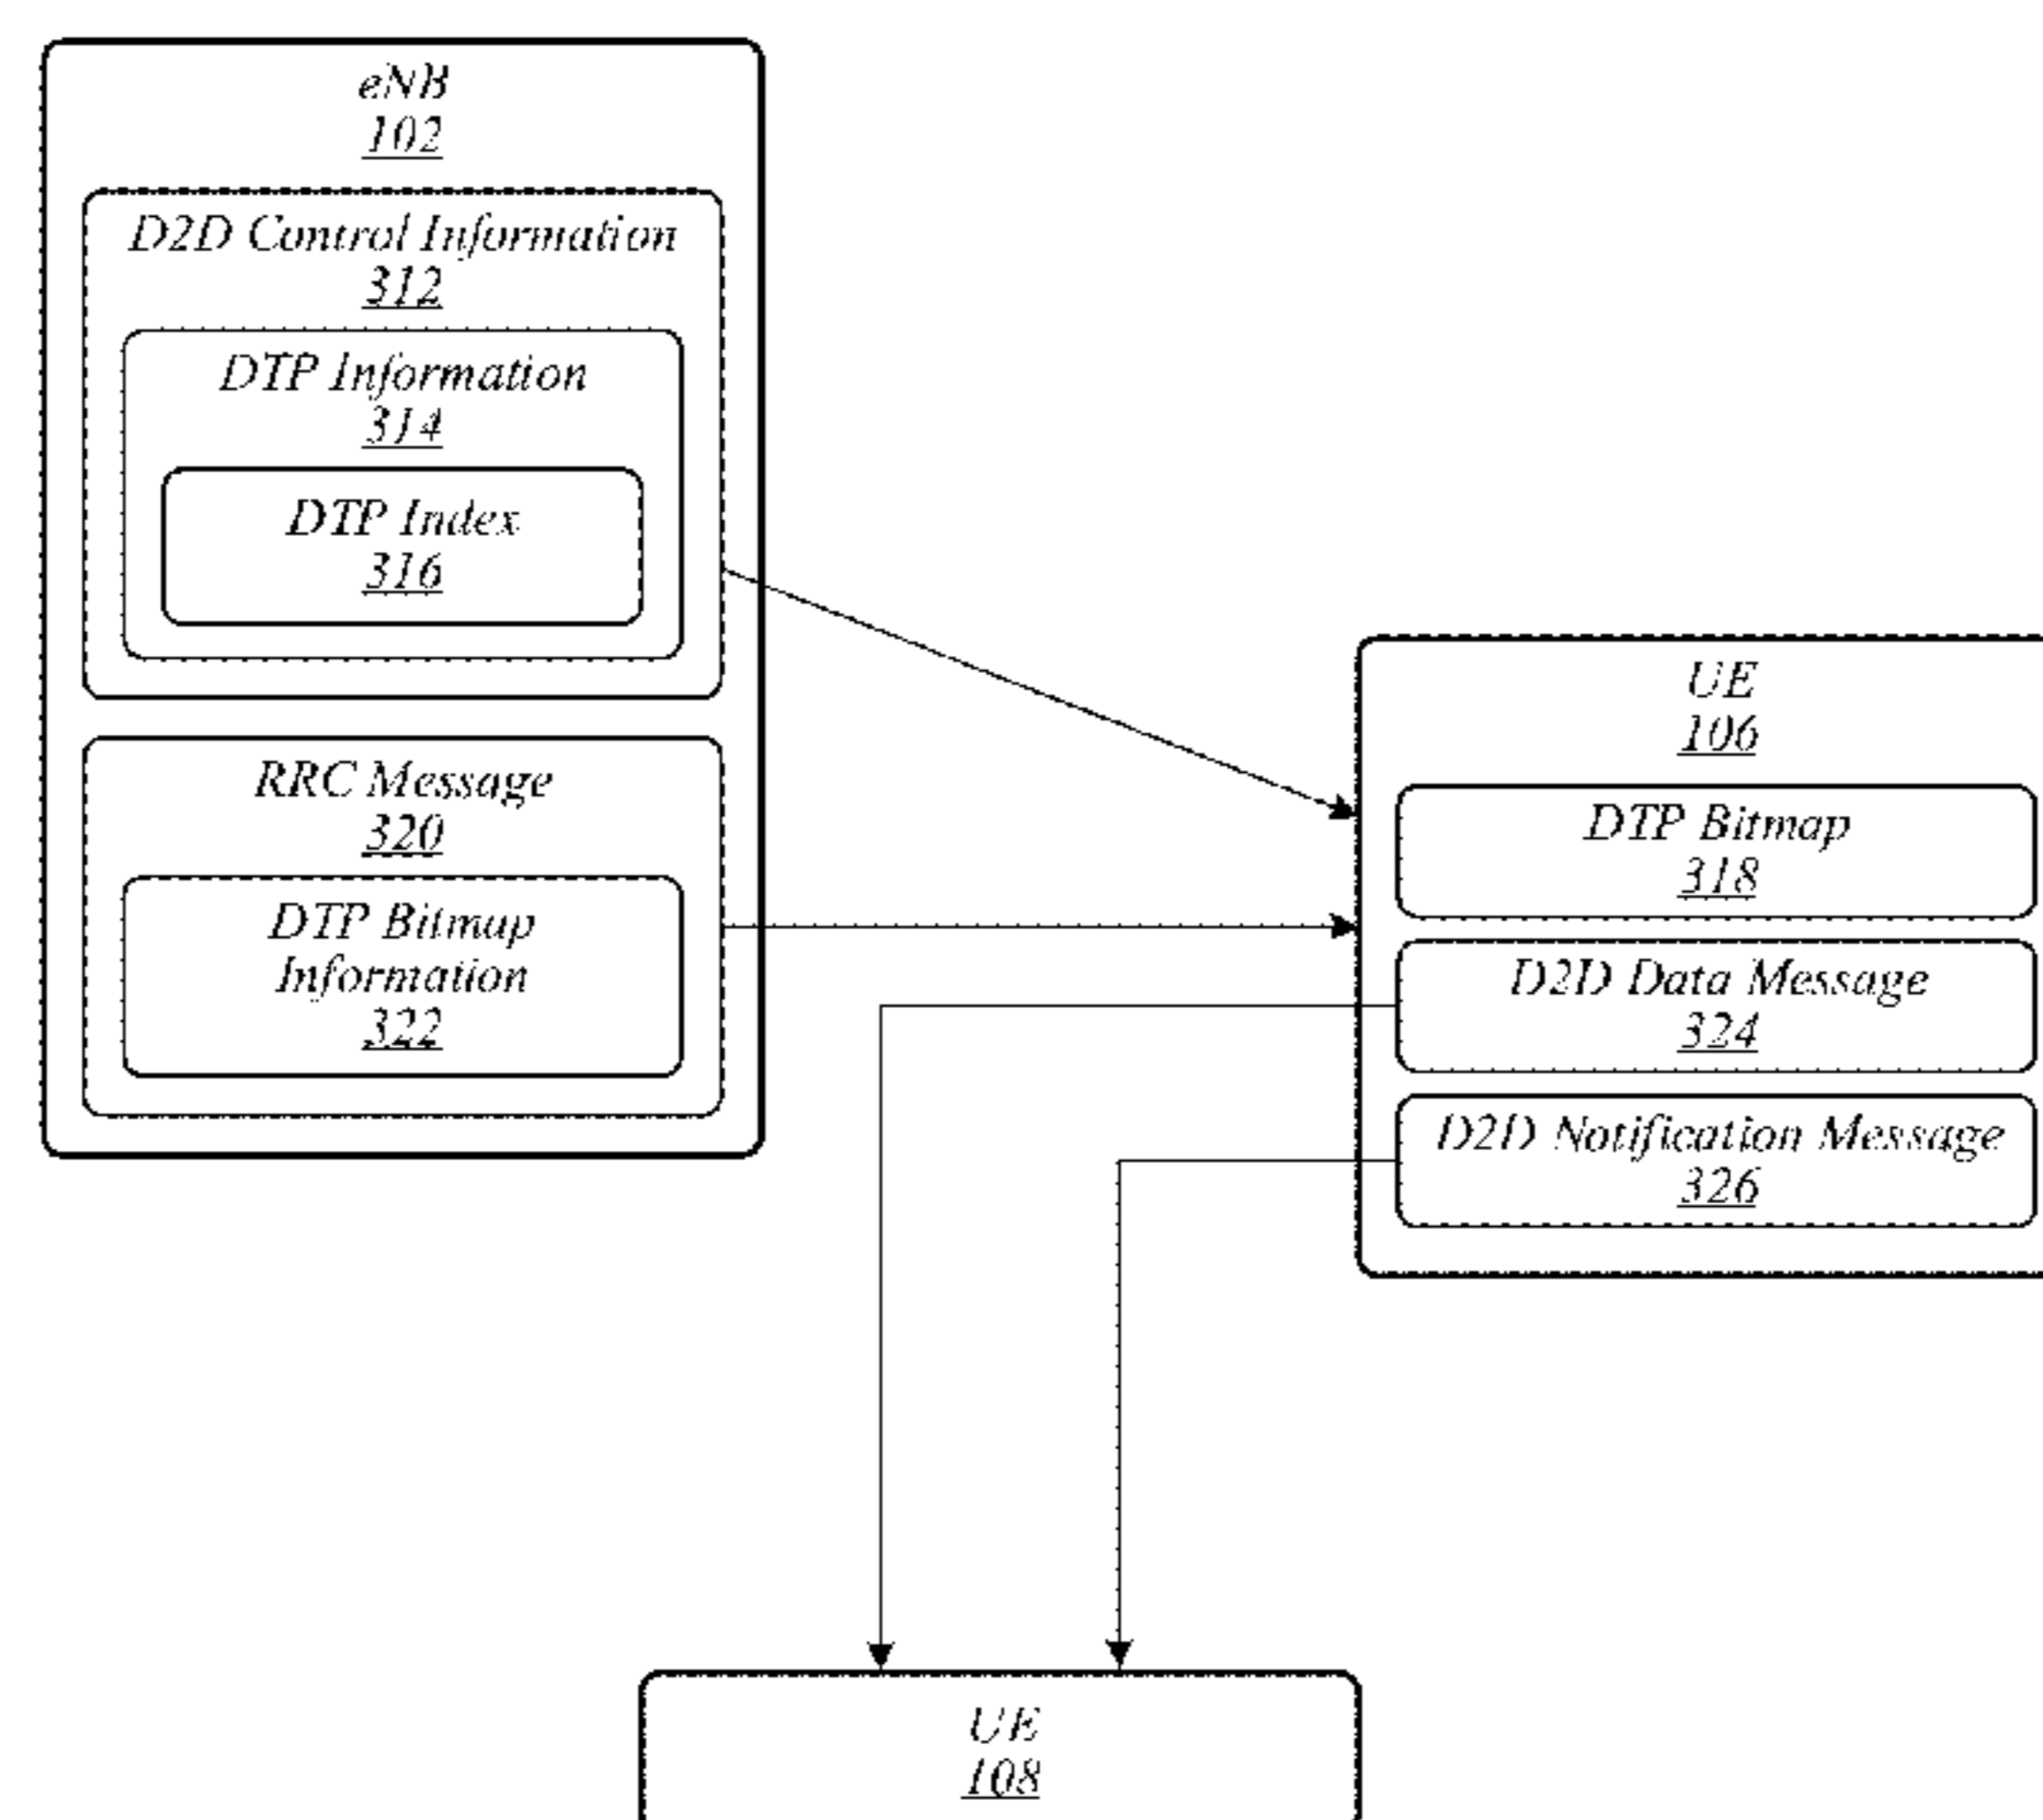 eNB
102
D2D Control Information
312
DTP Information
314
DTP Index
316
RRC Message
320
DTP Bitmap
Information
322
UE
106
DTP Bitmap
318
D2D Data Message
324
D2D Notification Message
326
UE
108